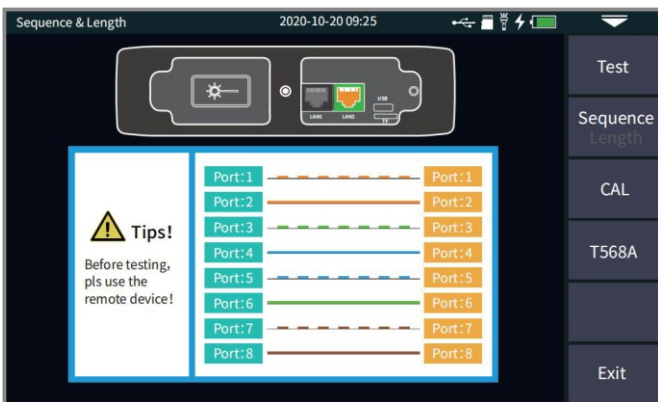 Sequence & Length
2020-10-20 09:25
LAN1
LAN2
USB
TF
Tips!
Before testing,
pls use the
remote device!
Port:1 Port:1
Port:2 Port:2
Port:3 Port:3
Port:4 Port:4
Port:5 Port:5
Port:6 Port:6
Port:7 Port:7
Port:8 Port:8
Test
Sequence
Length
CAL
T568A
Exit